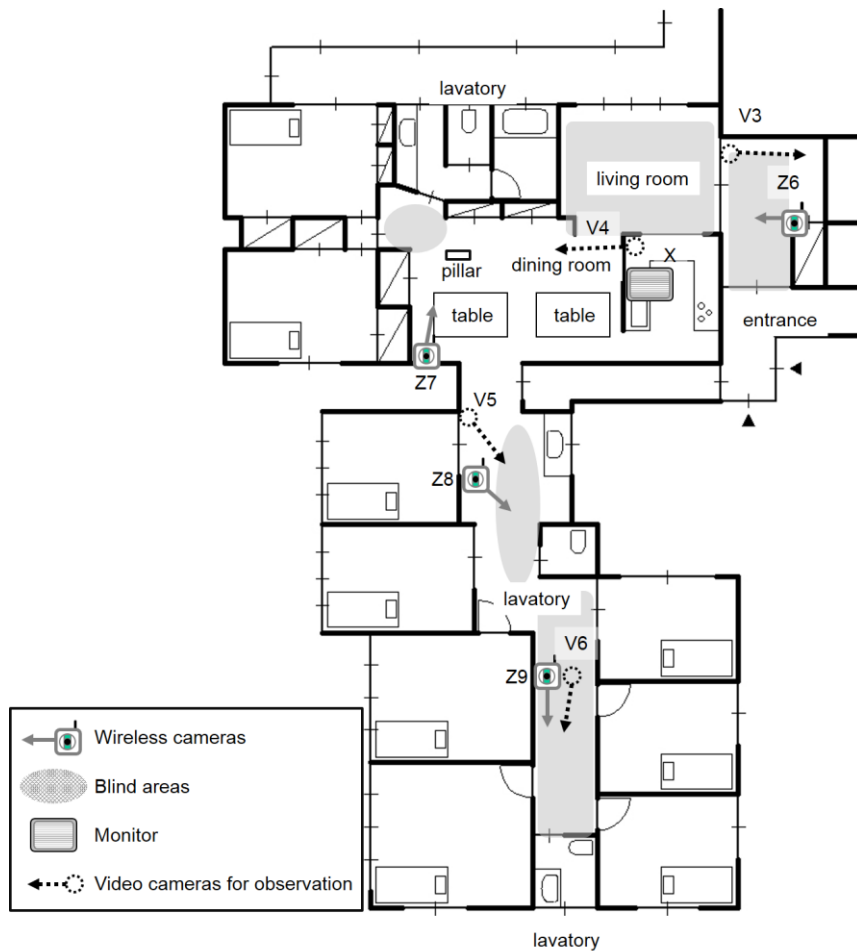 lavatory
V3
living room
Z6
V4
X
dining room
pillar
table
table
entrance
Z7
V5
Z8
lavatory
V6
Z9
Wireless cameras
Blind areas
Monitor
Video cameras for observation
lavatory